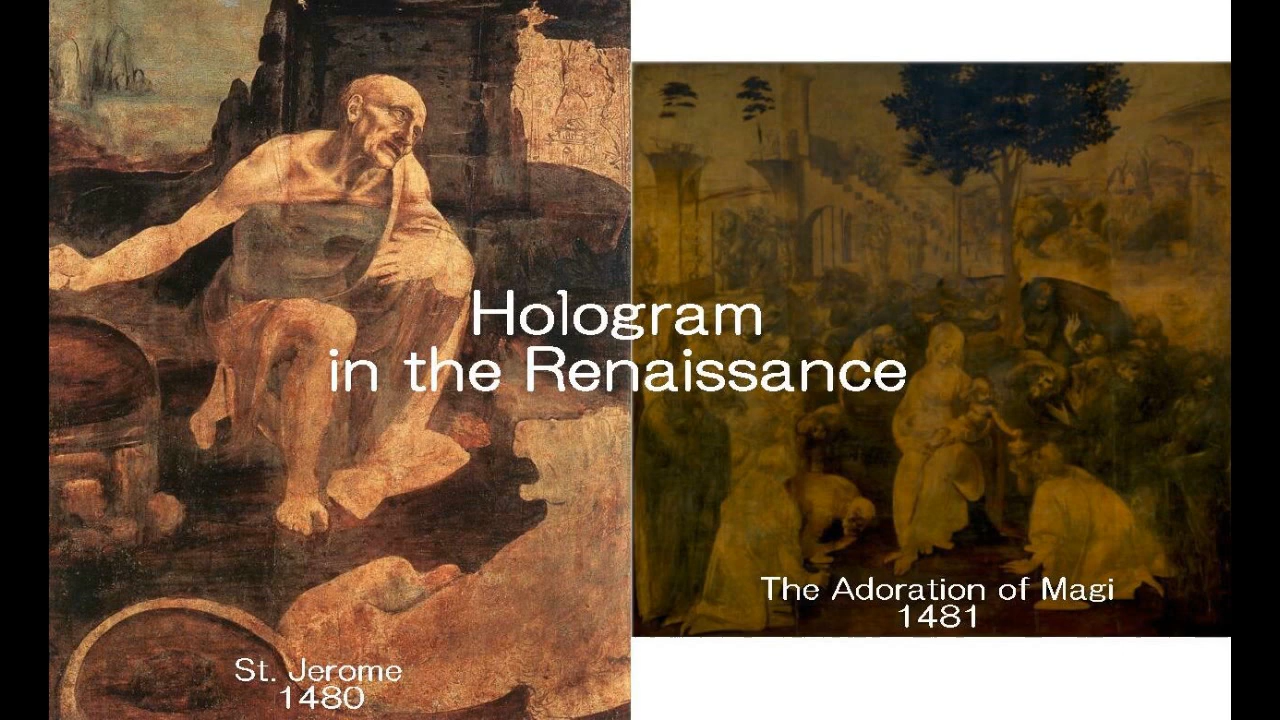 Hologram
in the Renaissance
The Adoration of Magi
1481
St. Jerome
1480